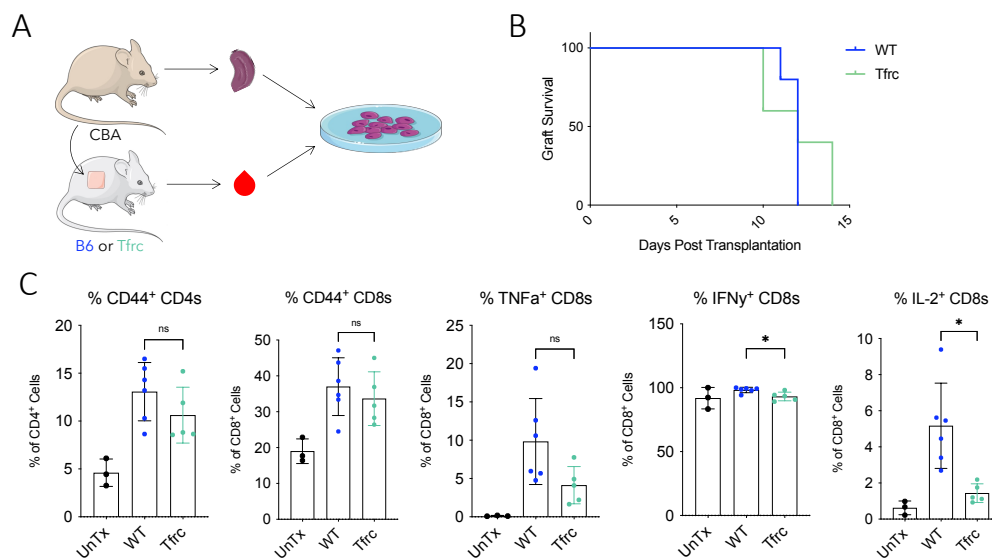 A
CBA
B6 or Tfrc
B
Graft Survival
100
50
0
0 5 10 15
Days Post Transplantation
WT
Tfrc
C
% CD44+ CD4s
% of CD4+ Cells
20
15
10
5
0
ns
UnTx WT Tfrc
% CD44+ CD8s
% of CD8+ Cells
50
40
30
20
10
0
ns
UnTx WT Tfrc
% TNFa+ CD8s
% of CD8+ Cells
25
20
15
10
5
0
ns
UnTx WT Tfrc
% IFNy+ CD8s
% of CD8+ Cells
150
100
50
0
*
UnTx WT Tfrc
% IL-2+ CD8s
% of CD8+ Cells
10
8
6
4
2
0
*
UnTx WT Tfrc